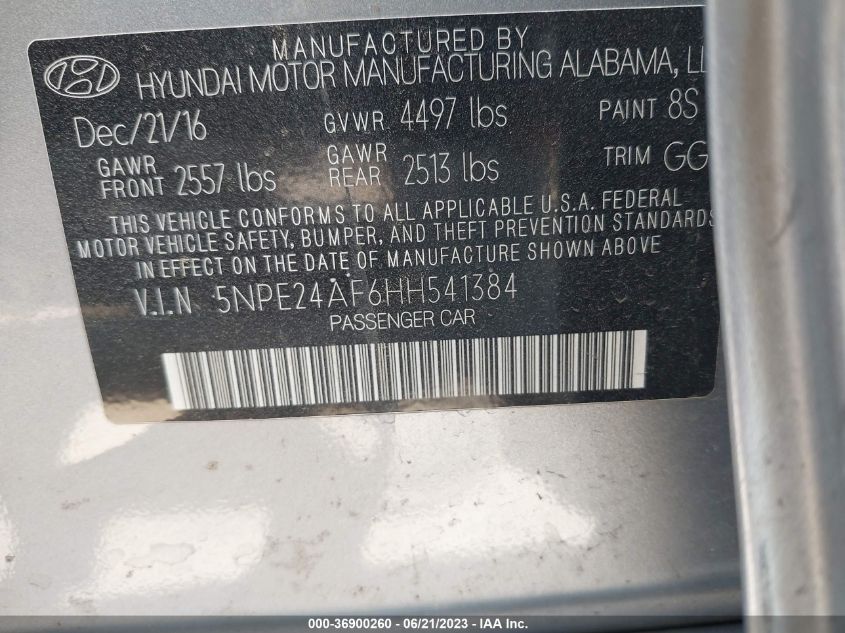 MANUFACTURED BY
HYUNDAI MOTOR MANUFACTURING ALABAMA, LL
Dec/21/16 GVWR 4497 lbs PAINT 8S
GAWR FRONT 2557 lbs GAWR REAR 2513 lbs TRIM GG
THIS VEHICLE CONFORMS TO ALL APPLICABLE U.S.A. FEDERAL
MOTOR VEHICLE SAFETY, BUMPER, AND THEFT PREVENTION STANDARDS
IN EFFECT ON THE DATE OF MANUFACTURE SHOWN ABOVE
V.I.N 5NPE24AF6HH541384
PASSENGER CAR
000-36900260 - 06/21/2023 - IAA Inc.